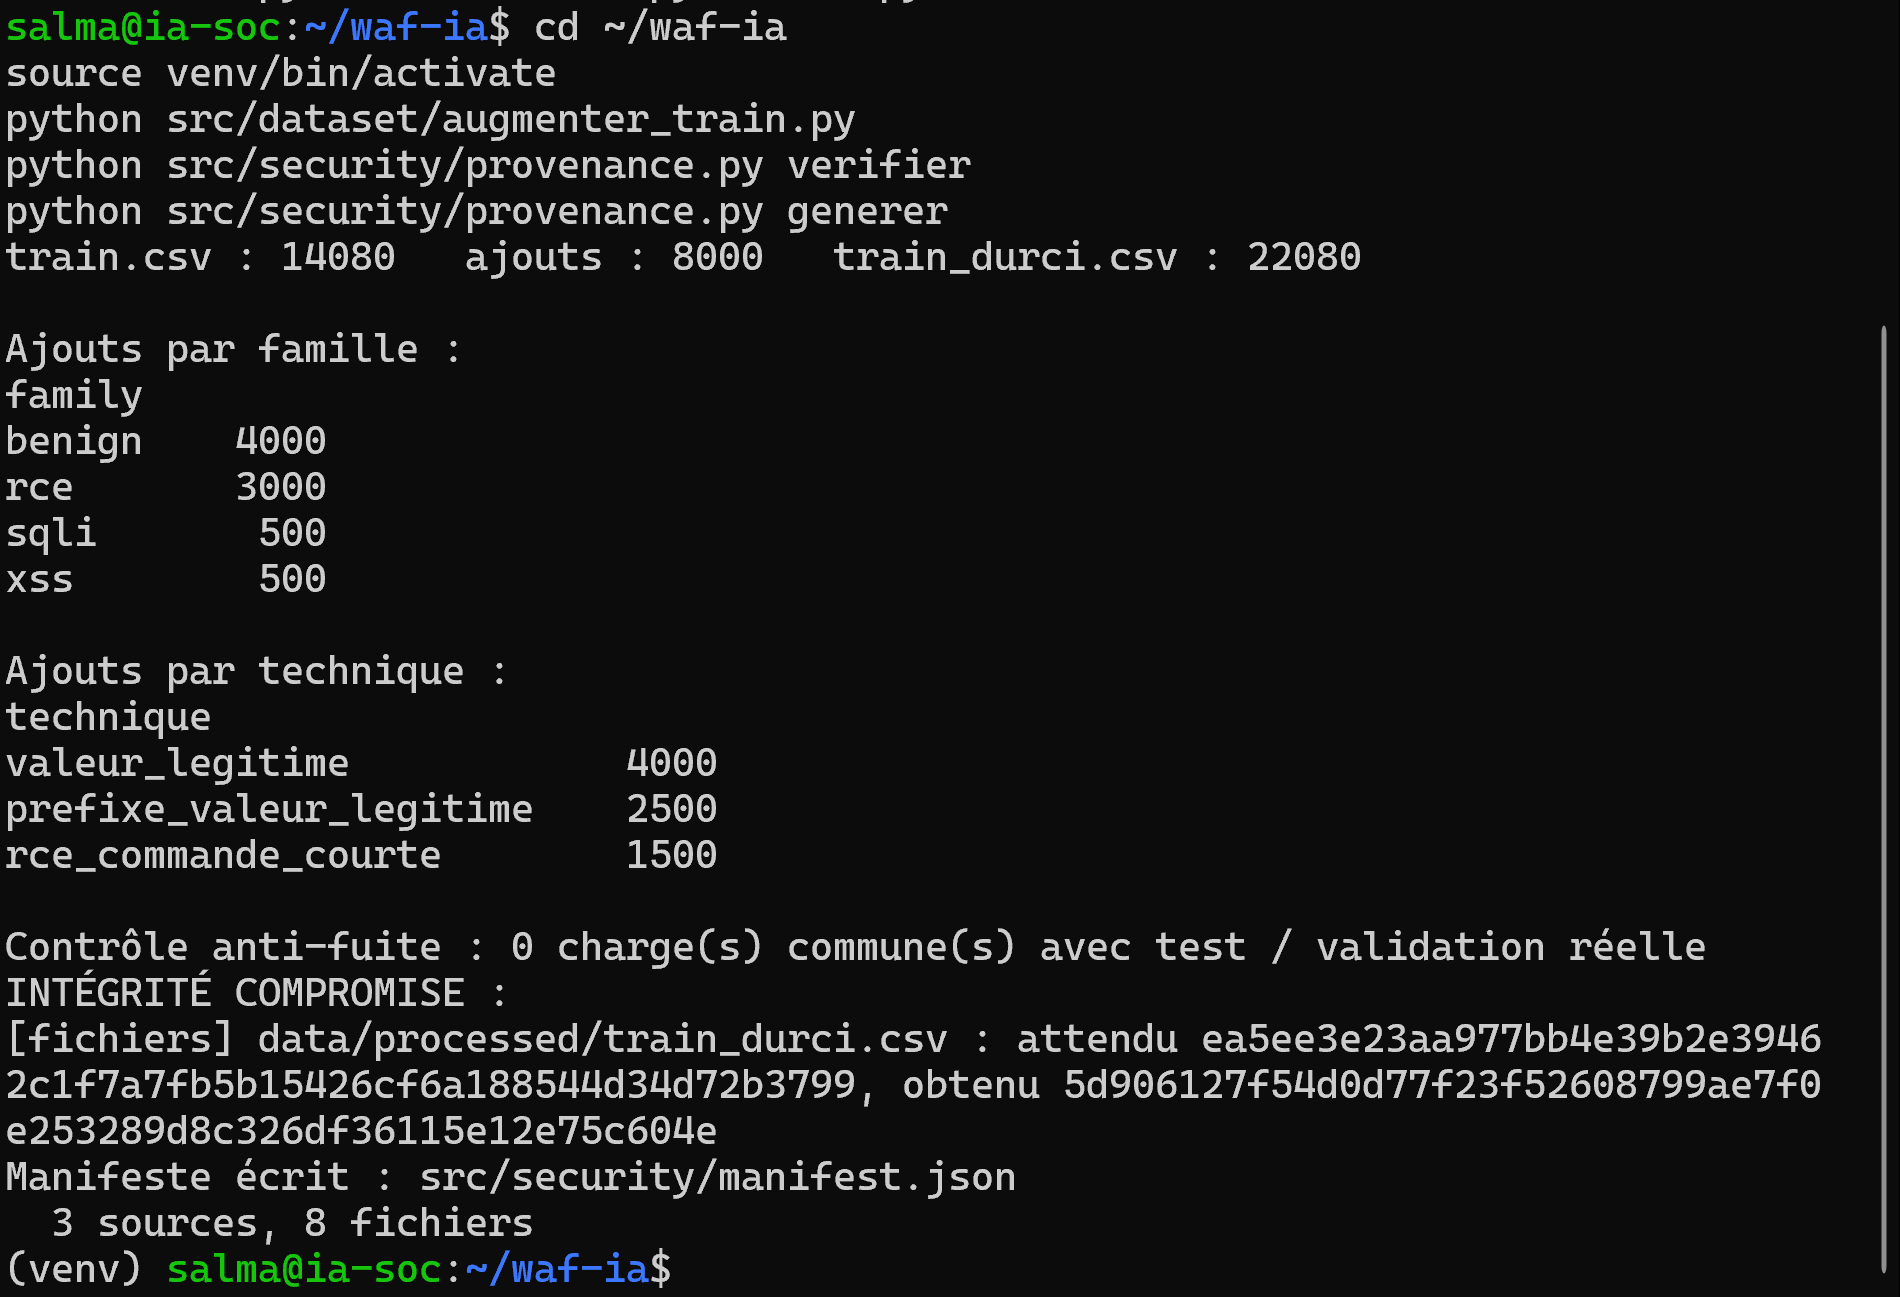 salma@ia-soc:~/waf-ia$ cd ~/waf-ia
source venv/bin/activate
python src/dataset/augmenter_train.py
python src/security/provenance.py verifier
python src/security/provenance.py generer
train.csv : 14080   ajouts : 8000   train_durci.csv : 22080
Ajouts par famille :
family
benign    4000
rce       3000
sqli       500
xss        500
Ajouts par technique :
technique
valeur_legitime            4000
prefixe_valeur_legitime    2500
rce_commande_courte        1500
Contrôle anti-fuite : 0 charge(s) commune(s) avec test / validation réelle
INTÉGRITÉ COMPROMISE :
[fichiers] data/processed/train_durci.csv : attendu ea5ee3e23aa977bb4e39b2e3946
2c1f7a7fb5b15426cf6a188544d34d72b3799, obtenu 5d906127f54d0d77f23f52608799ae7f0
e253289d8c326df36115e12e75c604e
Manifeste écrit : src/security/manifest.json
  3 sources, 8 fichiers
(venv) salma@ia-soc:~/waf-ia$